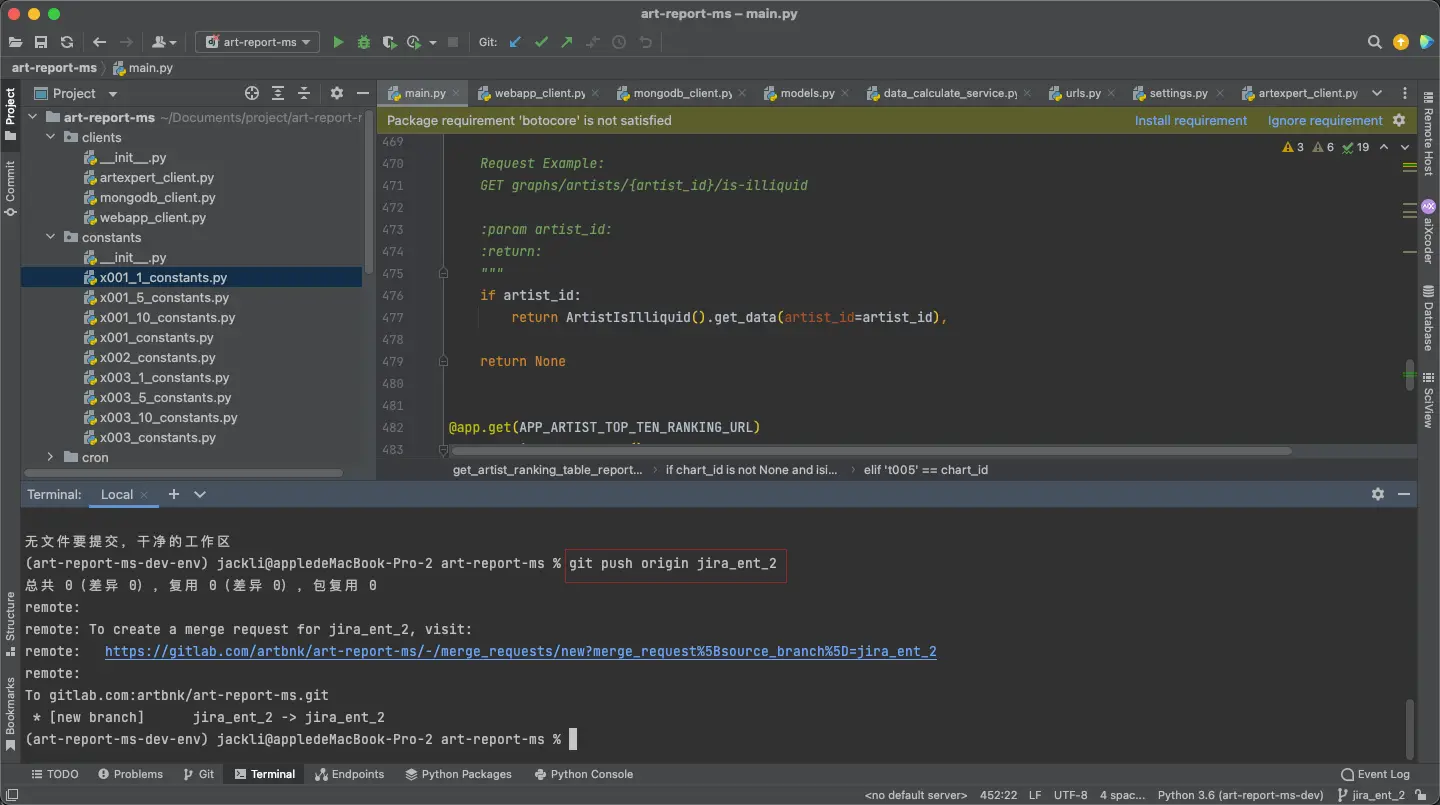 art-report-ms – main.py
art-report-ms
Git:
art-report-ms
main.py
Project
main.py
webapp_client.py
mongodb_client.py
models.py
data_calculate_service.py
urls.py
settings.py
artexpert_client.py
Package requirement 'botocore' is not satisfied
Install requirement
Ignore requirement
3
6
19
Project
Commit
Structure
Bookmarks
art-report-ms ~/Documents/project/art-report-r
clients
__init__.py
artexpert_client.py
mongodb_client.py
webapp_client.py
constants
__init__.py
x001_1_constants.py
x001_5_constants.py
x001_10_constants.py
x001_constants.py
x002_constants.py
x003_1_constants.py
x003_5_constants.py
x003_10_constants.py
x003_constants.py
cron
469
470 Request Example:
471 GET graphs/artists/{artist_id}/is-illiquid
472
473 :param artist_id:
474 :return:
475 """
476 if artist_id:
477 return ArtistIsIlliquid().get_data(artist_id=artist_id),
478
479 return None
480
481
482 @app.get(APP_ARTIST_TOP_TEN_RANKING_URL)
483
get_artist_ranking_table_report...
if chart_id is not None and isi...
elif 't005' == chart_id
Remote Host
aiXcoder
Database
SciView
Terminal:
Local
无文件要提交，干净的工作区
(art-report-ms-dev-env) jackli@appledeMacBook-Pro-2 art-report-ms % git push origin jira_ent_2
总共 0（差异 0），复用 0（差异 0），包复用 0
remote:
remote: To create a merge request for jira_ent_2, visit:
remote: https://gitlab.com/artbnk/art-report-ms/-/merge_requests/new?merge_request%5Bsource_branch%5D=jira_ent_2
remote:
To gitlab.com:artbnk/art-report-ms.git
* [new branch] jira_ent_2 -> jira_ent_2
(art-report-ms-dev-env) jackli@appledeMacBook-Pro-2 art-report-ms %
TODO
Problems
Git
Terminal
Endpoints
Python Packages
Python Console
Event Log
<no default server>
452:22
LF
UTF-8
4 spac...
Python 3.6 (art-report-ms-dev)
jira_ent_2